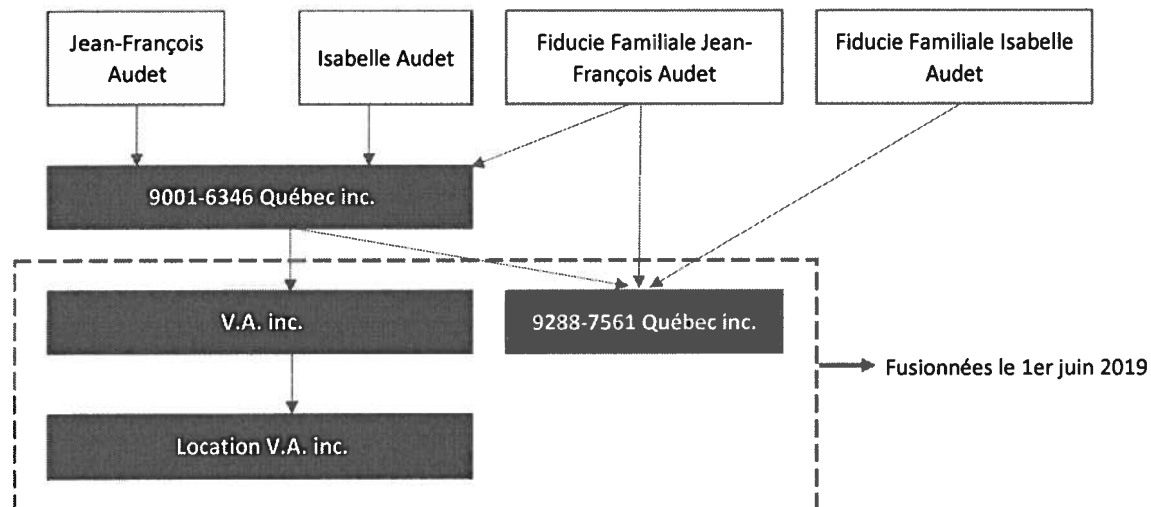 Jean-François
Audet
Isabelle Audet
Fiducie Familiale Jean-
François Audet
Fiducie Familiale Isabelle
Audet
9001-6346 Québec inc.
V.A. inc.
9288-7561 Québec inc.
Fusionnées le 1er juin 2019
Location V.A. inc.